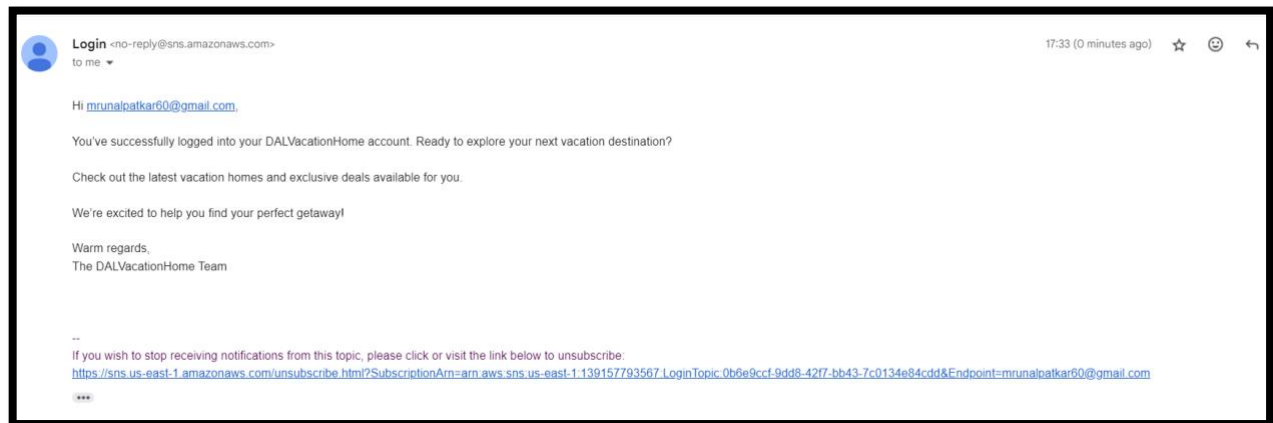 Login <no-reply@sns.amazonaws.com> 17:33 (0 minutes ago)
to me
Hi mrunalpatkar60@gmail.com,
You've successfully logged into your DALVacationHome account. Ready to explore your next vacation destination?
Check out the latest vacation homes and exclusive deals available for you.
We're excited to help you find your perfect getaway!
Warm regards,
The DALVacationHome Team
--
If you wish to stop receiving notifications from this topic, please click or visit the link below to unsubscribe:
https://sns.us-east-1.amazonaws.com/unsubscribe.html?SubscriptionArn=arn:aws:sns:us-east-1:139157793567:LoginTopic:0b6e9ccf-9dd8-42f7-bb43-7c0134e84cdd&Endpoint=mrunalpatkar60@gmail.com